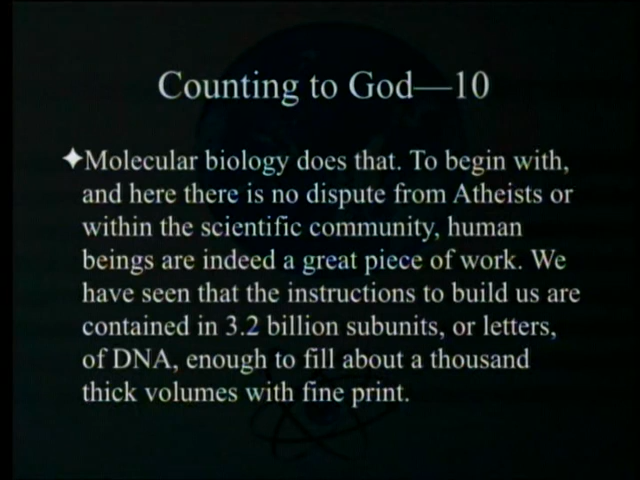 Counting to God—10
✦Molecular biology does that. To begin with,
and here there is no dispute from Atheists or
within the scientific community, human
beings are indeed a great piece of work. We
have seen that the instructions to build us are
contained in 3.2 billion subunits, or letters,
of DNA, enough to fill about a thousand
thick volumes with fine print.